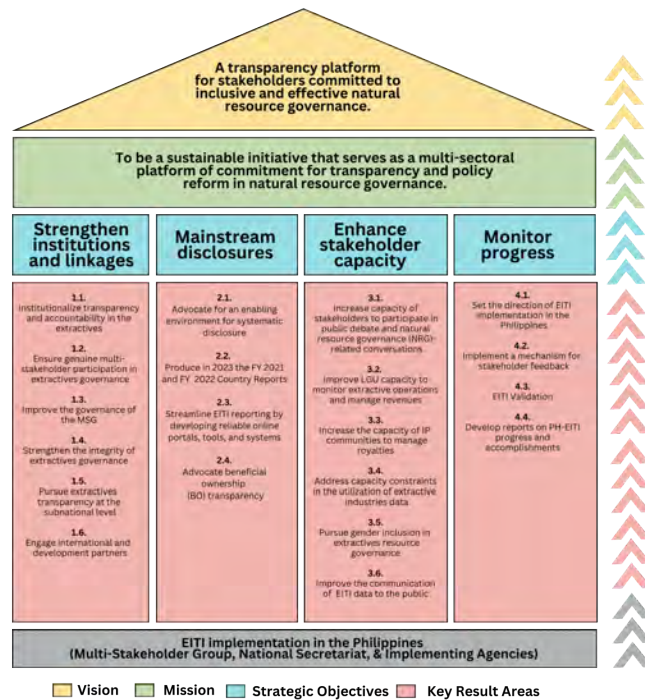 A transparency platform
for stakeholders committed to
inclusive and effective natural
resource governance.
To be a sustainable initiative that serves as a multi-sectoral
platform of commitment for transparency and policy
reform in natural resource governance.
Strengthen
institutions
and linkages
1.1.
Institutionalize transparency
and accountability in the
extractives
1.2.
Ensure genuine multi-
stakeholder participation in
extractives governance
1.3.
Improve the governance of
the MSG
1.4.
Strengthen the integrity of
extractives governance
1.5.
Pursue extractives
transparency at the
subnational level
1.6.
Engage international and
development partners
Mainstream
disclosures
2.1.
Advocate for an enabling
environment for systematic
disclosure
2.2.
Produce in 2023 the FY 2021
and FY 2022 Country Reports
2.3.
Streamline EITI reporting by
developing reliable online
portals, tools, and systems
2.4.
Advocate beneficial
ownership
(BO) transparency
Enhance
stakeholder
capacity
3.1.
Increase capacity of
stakeholders to participate in
public debate and natural
resource governance (NRG)-
related conversations
3.2.
Improve LGU capacity to
monitor extractive operations
and manage revenues
3.3.
Increase the capacity of IP
communities to manage
royalties
3.4.
Address capacity constraints
in the utilization of extractive
industries data
3.5.
Pursue gender inclusion in
extractives resource
governance
3.6.
Improve the communication
of EITI data to the public
Monitor
progress
4.1.
Set the direction of EITI
implementation in the
Philippines
4.2.
Implement a mechanism for
stakeholder feedback
4.3.
EITI Validation
4.4.
Develop reports on PH-EITI
progress and
accomplishments
EITI implementation in the Philippines
(Multi-Stakeholder Group, National Secretariat, & Implementing Agencies)
Vision Mission Strategic Objectives Key Result Areas